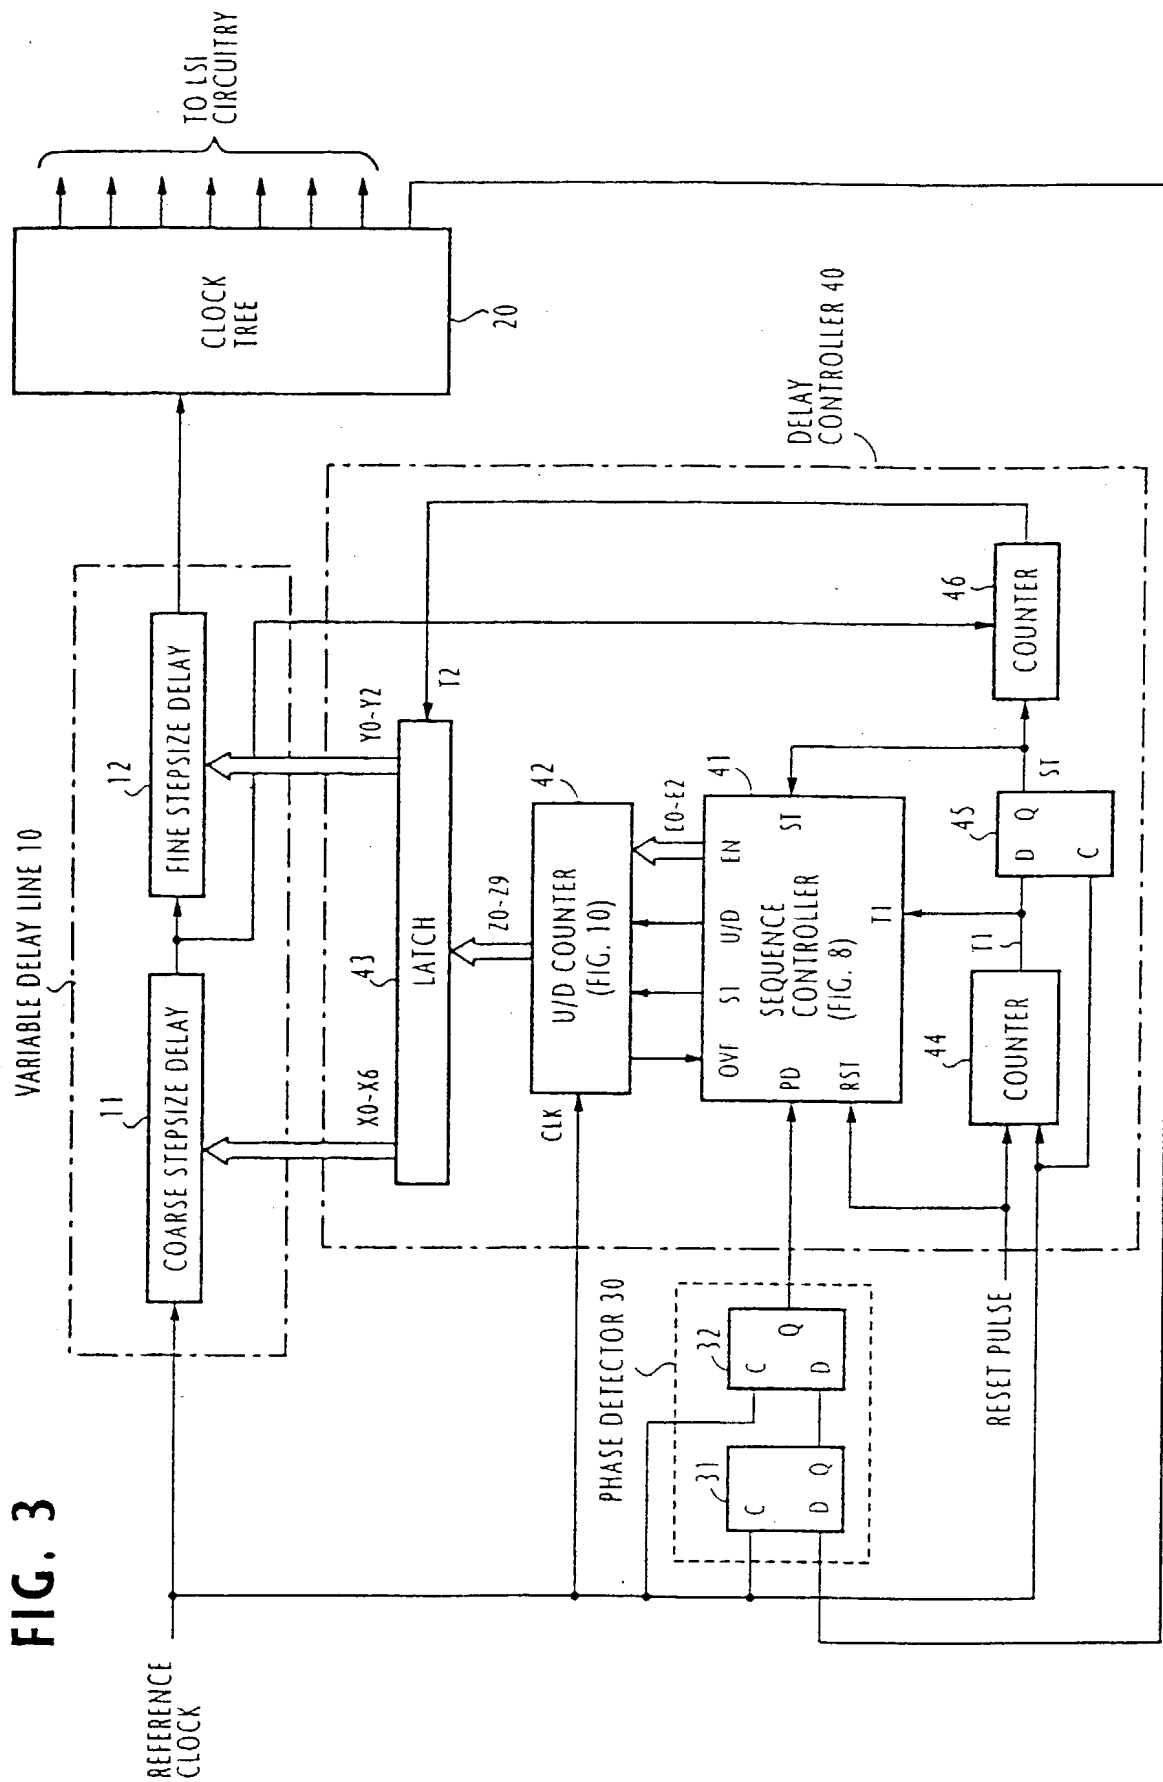 FIG. 3
REFERENCE
CLOCK
VARIABLE DELAY LINE 10
11
COARSE STEPSIZE DELAY
12
FINE STEPSIZE DELAY
CLOCK
TREE
20
TO LSI
CIRCUITRY
X0~X6
Y0~Y2
43
LATCH
T2
Z0~Z9
CLK
42
U/D COUNTER
(FIG. 10)
E0~E2
41
OVF
S1
U/D
EN
PD
SEQUENCE
CONTROLLER
(FIG. 8)
ST
RST
T1
DELAY
CONTROLLER 40
PHASE DETECTOR 30
31
C
D
Q
32
C
D
Q
RESET PULSE
44
COUNTER
T1
45
D
Q
C
ST
46
COUNTER